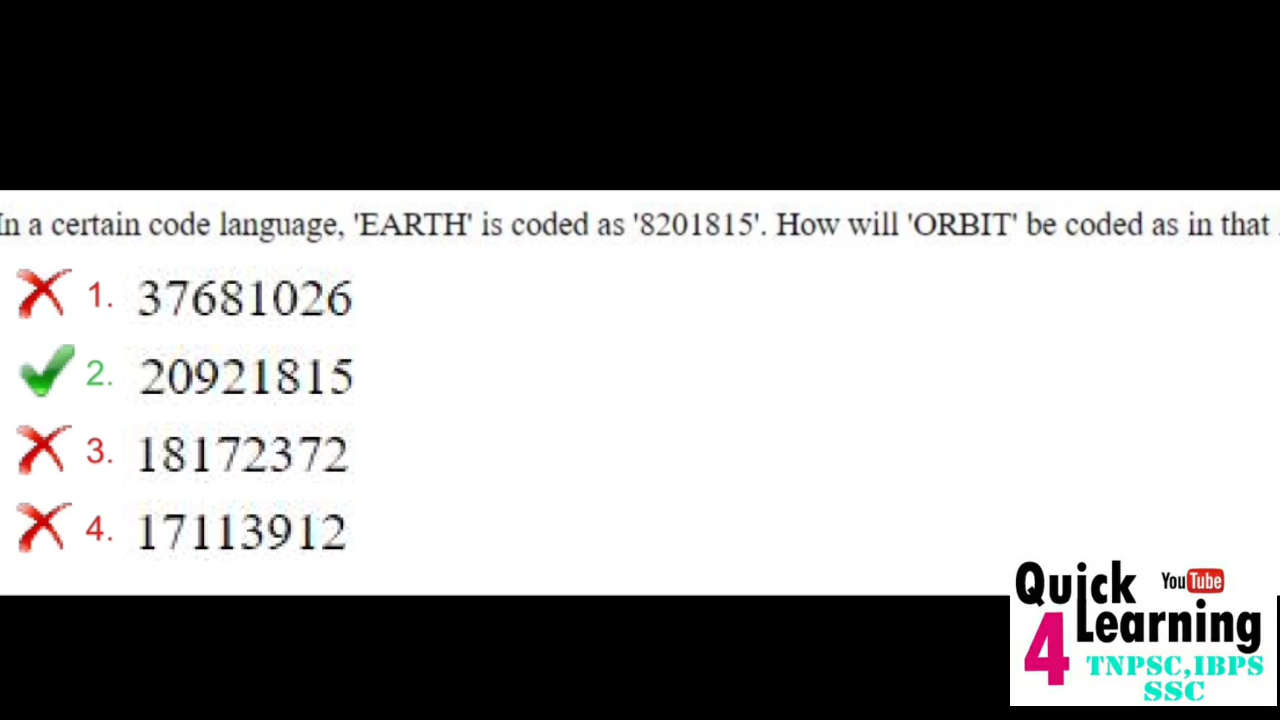 In a certain code language, 'EARTH' is coded as '8201815'. How will 'ORBIT' be coded as in that
1. 37681026
2. 20921815
3. 18172372
4. 17113912
Quick YouTube
4 Learning
TNPSC,IBPS
SSC